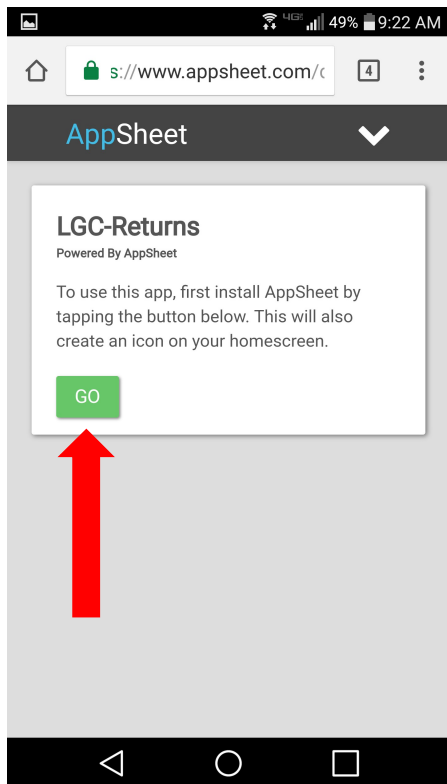 4GE 49% 9:22 AM
s://www.appsheet.com/c 4
AppSheet
LGC-Returns
Powered By AppSheet
To use this app, first install AppSheet by
tapping the button below. This will also
create an icon on your homescreen.
GO